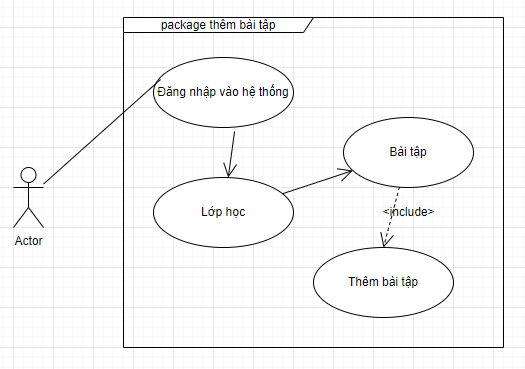 package thêm bài tập
Đăng nhập vào hệ thống
Bài tập
Lớp học
<include>
Actor
Thêm bài tập